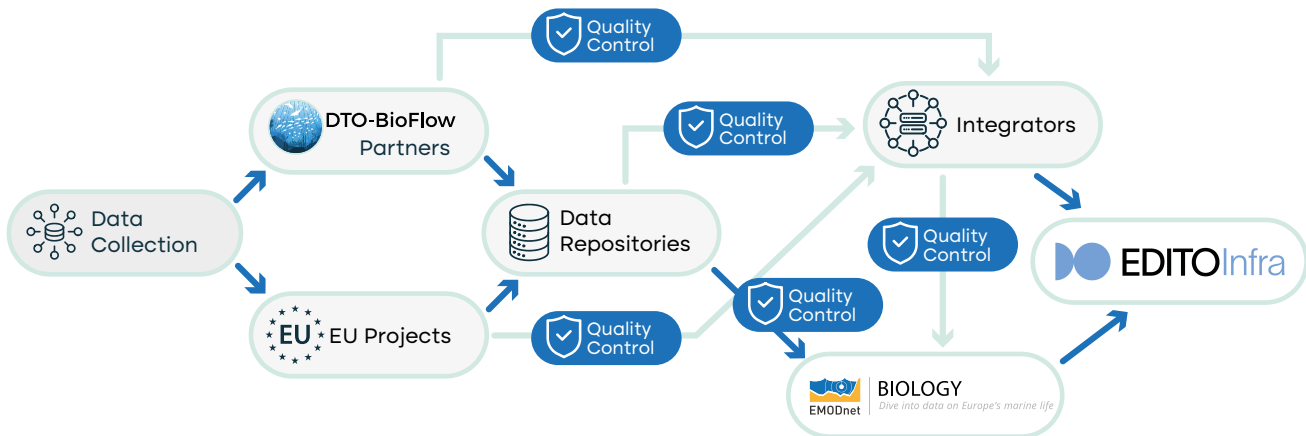 Quality
Control
DTO-BioFlow
Partners
Quality
Control
Integrators
Data
Collection
Data
Repositories
Quality
Control
EDITOInfra
Quality
Control
EU
EU Projects
Quality
Control
EMODnet
BIOLOGY
Dive into data on Europe's marine life